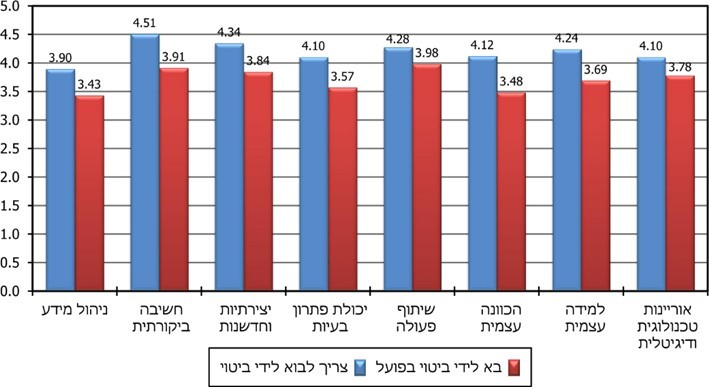 5.0
4.5
4.0
3.5
3.0
2.5
2.0
1.5
1.0
0.5
0.0
3.90
3.43
4.51
3.91
4.34
3.84
4.10
3.57
4.28
3.98
4.12
3.48
4.24
3.69
4.10
3.78
ניהול מידע
חשיבה
ביקורתית
יצירתיות
וחדשנות
יכולת פתרון
בעיות
שיתוף
פעולה
הכוונה
עצמית
למידה
עצמית
אוריינות
טכנולוגית
ודיגיטלית
צריך לבוא לידי ביטוי
בא לידי ביטוי בפועל